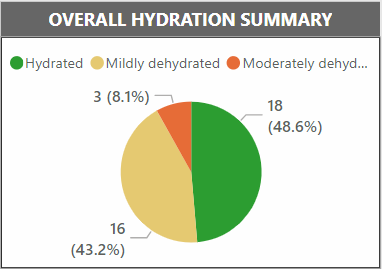 OVERALL HYDRATION SUMMARY
Hydrated Mildly dehydrated Moderately dehyd...
3 (8.1%)
18
(48.6%)
16
(43.2%)